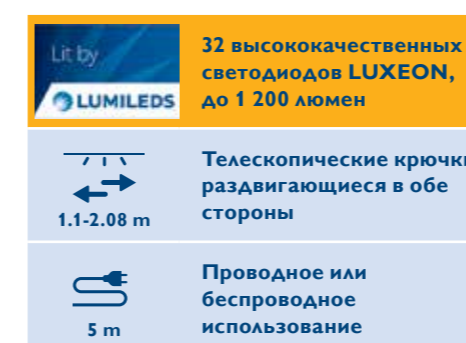 Lit by
LUMILEDS
32 высококачественных
светодиодов LUXEON,
до 1 200 люмен
1.1-2.08 m
Телескопические крючки
раздвигающиеся в обе
стороны
5 m
Проводное или
беспроводное
использование